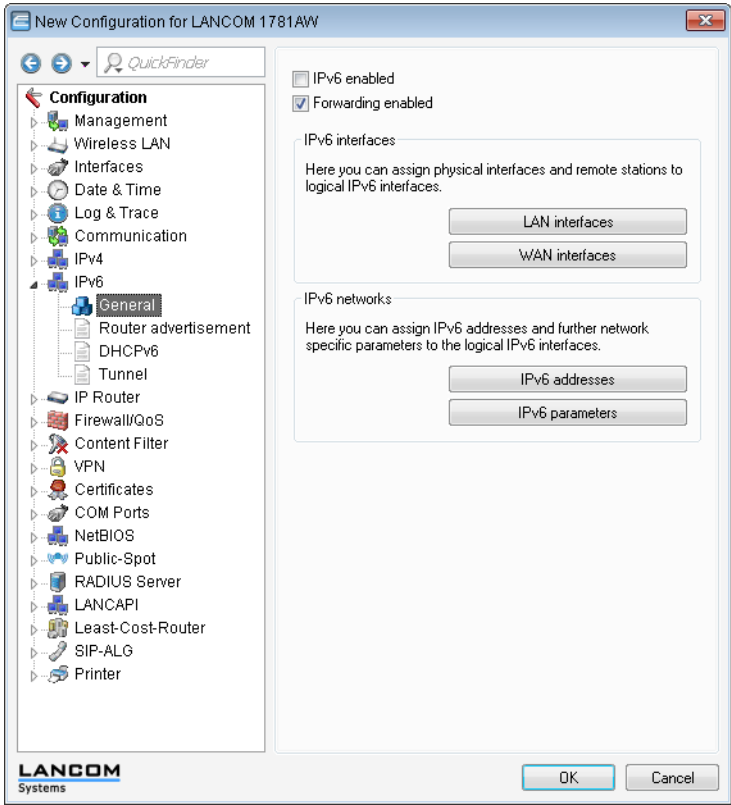 New Configuration for LANCOM 1781AW
QuickFinder
Configuration
Management
Wireless LAN
Interfaces
Date & Time
Log & Trace
Communication
IPv4
IPv6
General
Router advertisement
DHCPv6
Tunnel
IP Router
Firewall/QoS
Content Filter
VPN
Certificates
COM Ports
NetBIOS
Public-Spot
RADIUS Server
LANCAPI
Least-Cost-Router
SIP-ALG
Printer
IPv6 enabled
Forwarding enabled
IPv6 interfaces
Here you can assign physical interfaces and remote stations to
logical IPv6 interfaces.
LAN interfaces
WAN interfaces
IPv6 networks
Here you can assign IPv6 addresses and further network
specific parameters to the logical IPv6 interfaces.
IPv6 addresses
IPv6 parameters
LANCOM
Systems
OK
Cancel